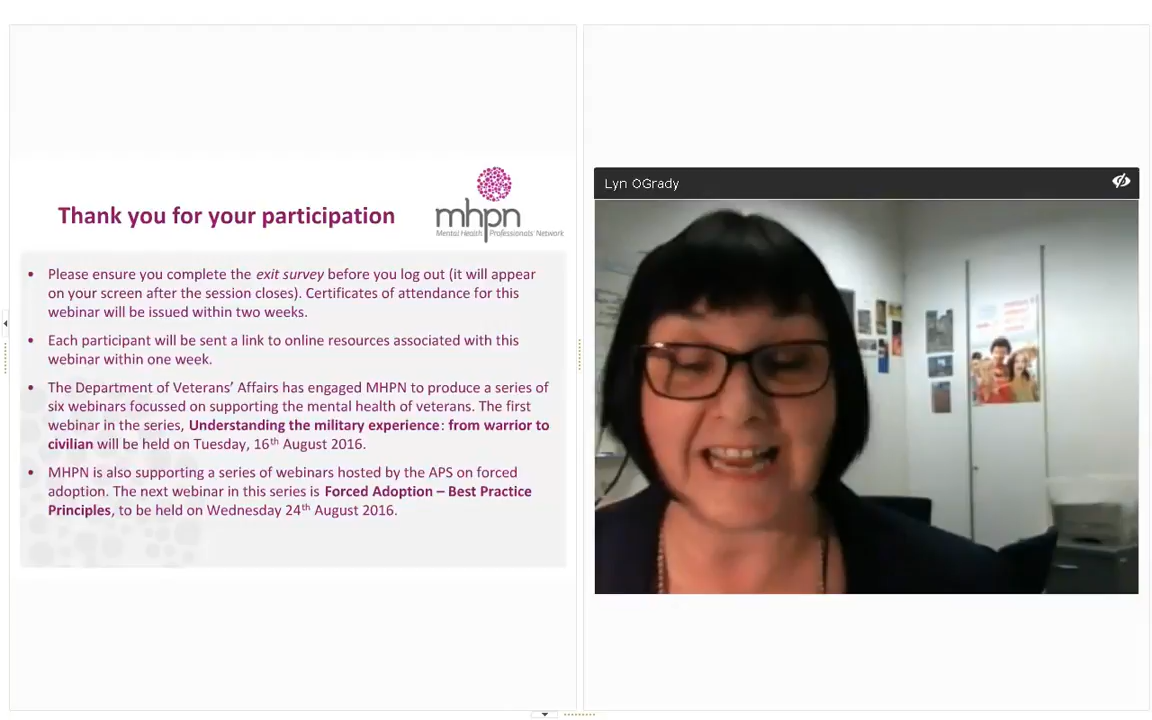 Thank you for your participation
mhpn
Mental Health Professionals' Network
• Please ensure you complete the exit survey before you log out (it will appear
on your screen after the session closes). Certificates of attendance for this
webinar will be issued within two weeks.
• Each participant will be sent a link to online resources associated with this
webinar within one week.
• The Department of Veterans’ Affairs has engaged MHPN to produce a series of
six webinars focussed on supporting the mental health of veterans. The first
webinar in the series, Understanding the military experience: from warrior to
civilian will be held on Tuesday, 16th August 2016.
• MHPN is also supporting a series of webinars hosted by the APS on forced
adoption. The next webinar in this series is Forced Adoption – Best Practice
Principles, to be held on Wednesday 24th August 2016.
Lyn OGrady